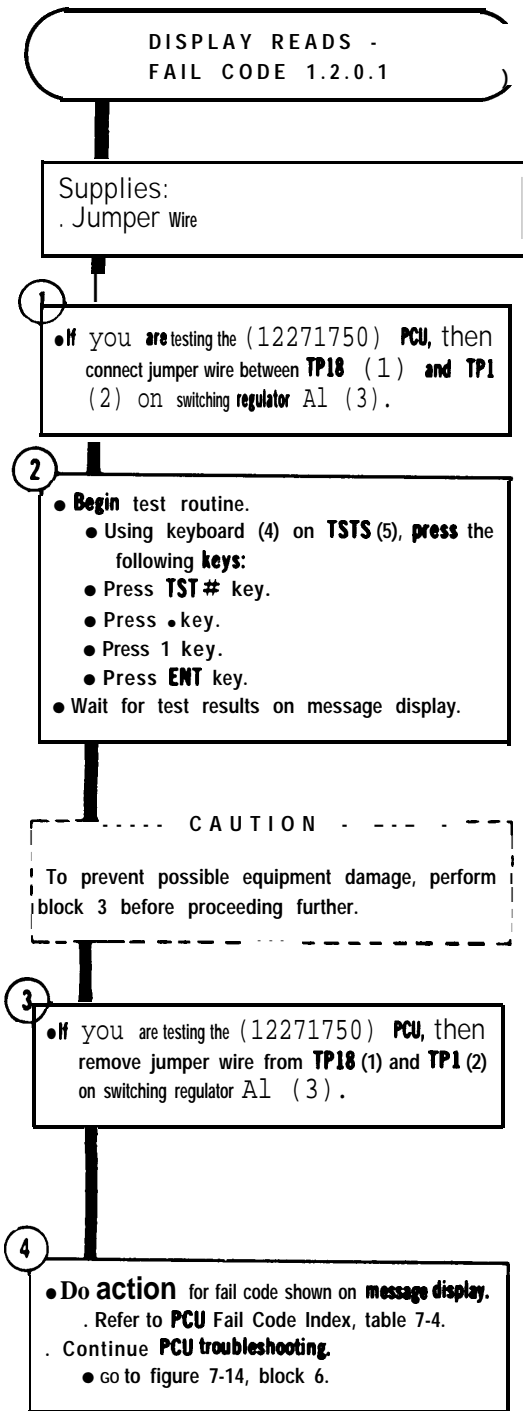 DISPLAY READS -
FAIL CODE 1.2.0.1
Supplies:
. Jumper Wire
1
● If you are testing the (12271750) PCU, then
connect jumper wire between TP18 (1) and TP1
(2) on switching regulator Al (3).
2
● Begin test routine.
● Using keyboard (4) on TSTS (5), press the
following keys:
● Press TST # key.
● Press • key.
● Press 1 key.
● Press ENT key.
● Wait for test results on message display.
----- CAUTION - --- - --
To prevent possible equipment damage, perform
block 3 before proceeding further.
3
● If you are testing the (12271750) PCU, then
remove jumper wire from TP18 (1) and TP1 (2)
on switching regulator Al (3).
4
● Do action for fail code shown on message display.
. Refer to PCU Fail Code Index, table 7-4.
. Continue PCU troubleshooting.
● GO to figure 7-14, block 6.